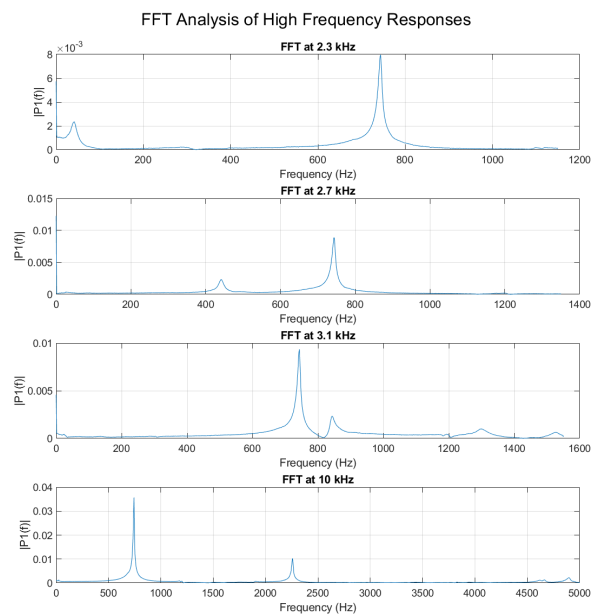 FFT Analysis of High Frequency Responses
×10⁻³
FFT at 2.3 kHz
8
6
4
2
0
|P1(f)|
0 200 400 600 800 1000 1200
Frequency (Hz)
FFT at 2.7 kHz
0.015
0.01
0.005
0
|P1(f)|
0 200 400 600 800 1000 1200 1400
Frequency (Hz)
FFT at 3.1 kHz
0.01
0.005
0
|P1(f)|
0 200 400 600 800 1000 1200 1400 1600
Frequency (Hz)
FFT at 10 kHz
0.04
0.03
0.02
0.01
0
|P1(f)|
0 500 1000 1500 2000 2500 3000 3500 4000 4500 5000
Frequency (Hz)